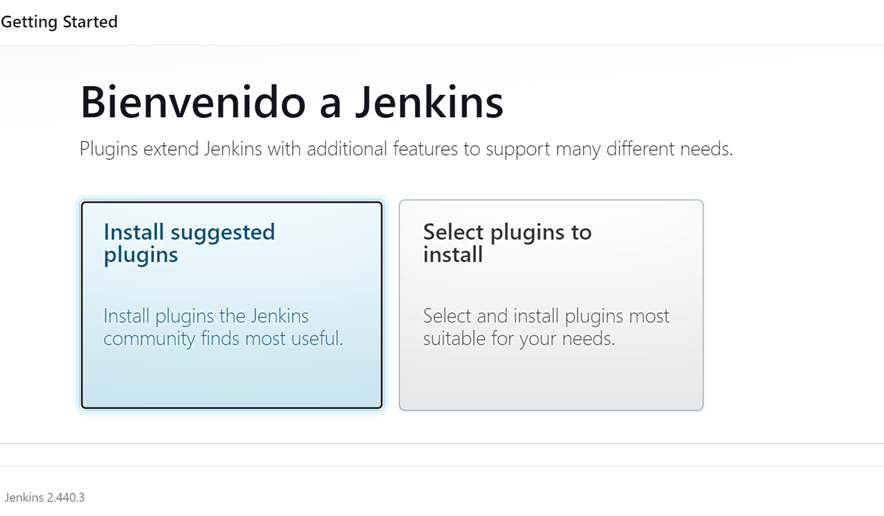 Getting Started
Bienvenido a Jenkins
Plugins extend Jenkins with additional features to support many different needs.
Install suggested
plugins
Install plugins the Jenkins
community finds most useful.
Select plugins to
install
Select and install plugins most
suitable for your needs.
Jenkins 2.440.3